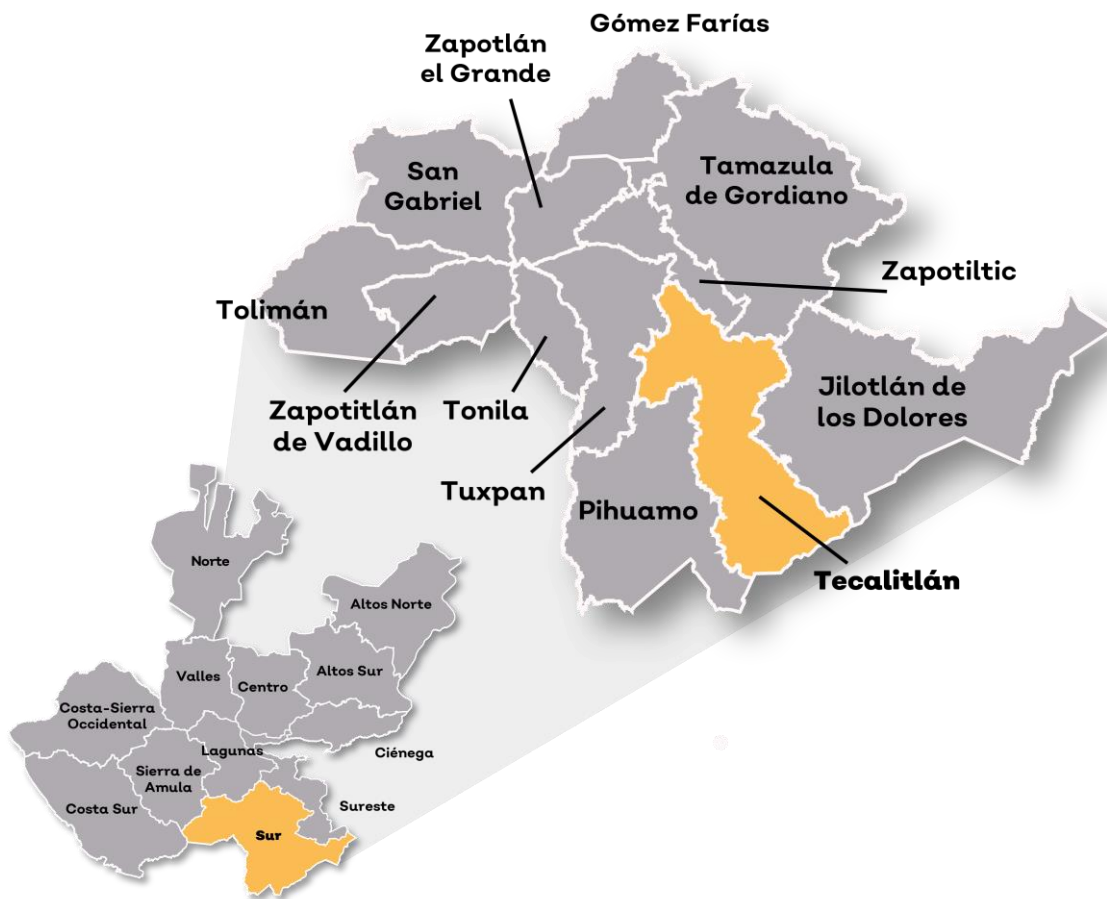 Gómez Farías
Zapotlán
el Grande
San
Gabriel
Tamazula
de Gordiano
Zapotiltic
Tolimán
Jilotlán de
los Dolores
Zapotitlán
de Vadillo
Tonila
Tuxpan
Pihuamo
Tecalitlán
Norte
Altos Norte
Valles
Centro
Altos Sur
Costa-Sierra
Occidental
Lagunas
Ciénega
Sierra de
Amula
Costa Sur
Sureste
Sur